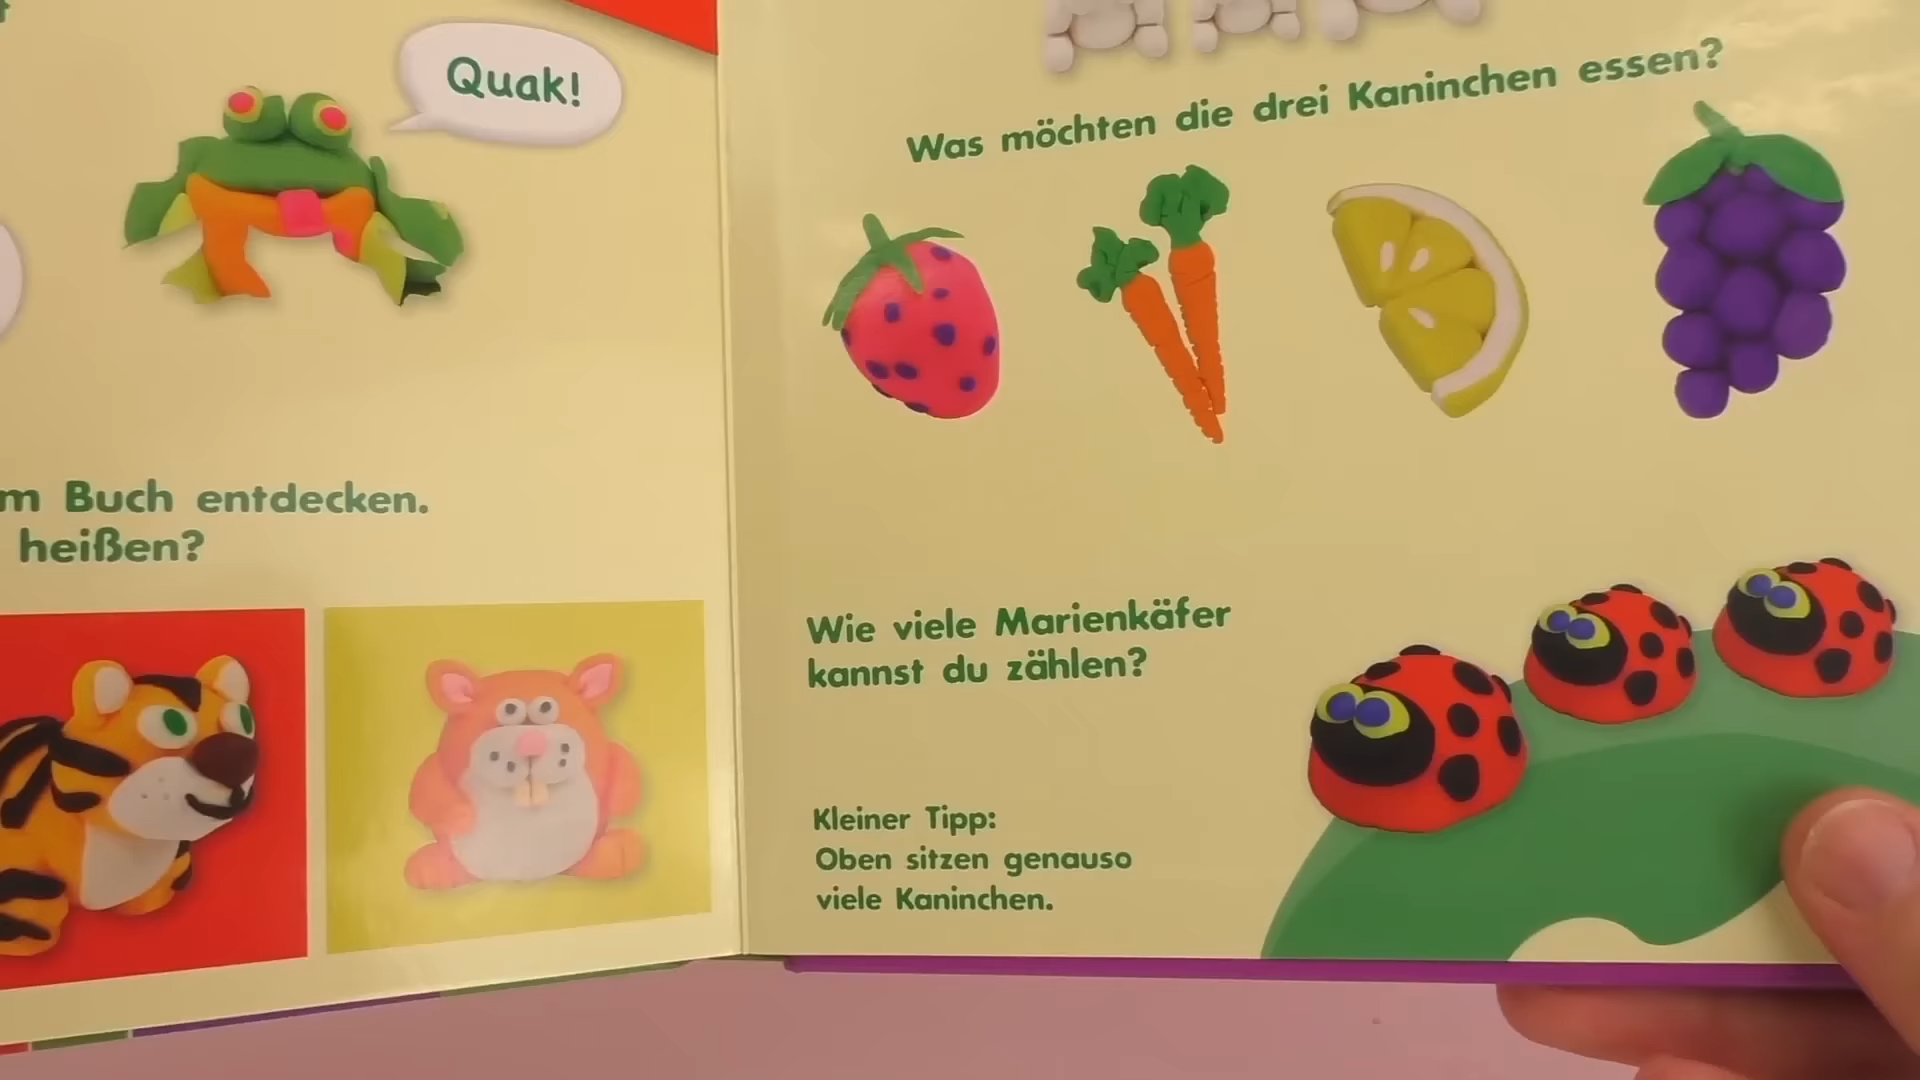 Quak!
m Buch entdecken.
heißen?
Was möchten die drei Kaninchen essen?
Wie viele Marienkäfer
kannst du zählen?
Kleiner Tipp:
Oben sitzen genauso
viele Kaninchen.